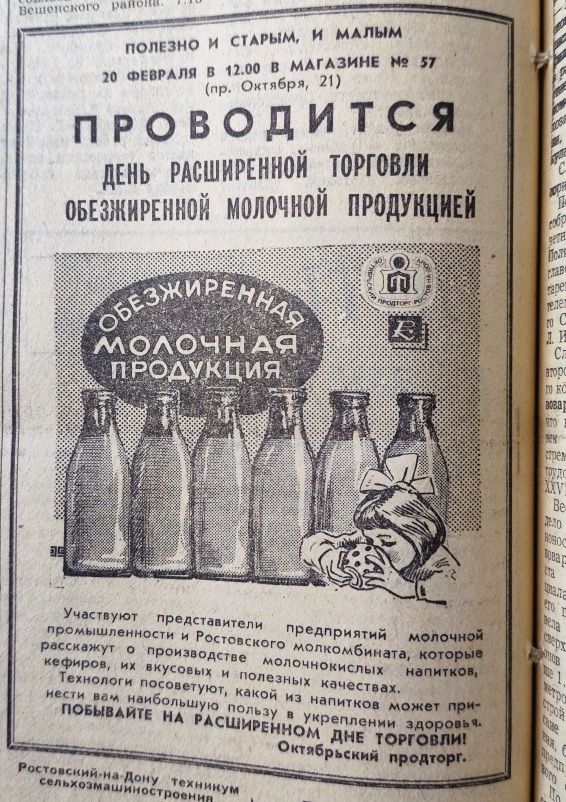 Вешенского района.
ПОЛЕЗНО И СТАРЫМ, И МАЛЫМ
20 ФЕВРАЛЯ В 12.00 В МАГАЗИНЕ № 57
(пр. Октября, 21)
ПРОВОДИТСЯ
ДЕНЬ РАСШИРЕННОЙ ТОРГОВЛИ
ОБЕЗЖИРЕННОЙ МОЛОЧНОЙ ПРОДУКЦИЕЙ
ОБЕЗЖИРЕННАЯ
МОЛОЧНАЯ
ПРОДУКЦИЯ
Участвуют представители предприятий молочной
промышленности и Ростовского молкомбината, которые
расскажут о производстве молочнокислых напитков,
кефиров, их вкусовых и полезных качествах.
Технологи посоветуют, какой из напитков может при-
нести вам наибольшую пользу в укреплении здоровья.
ПОБЫВАЙТЕ НА РАСШИРЕННОМ ДНЕ ТОРГОВЛИ!
Октябрьский продторг.
Ростовский-на-Дону техникум
сельхозмашиностроения